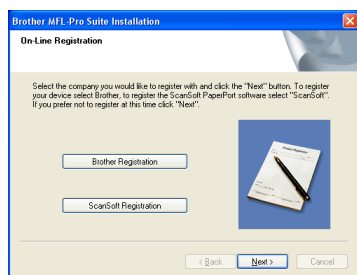 Brother MFL-Pro Suite Installation
On-Line Registration
Select the company you would like to register with and click the "Next" button. To register
your device select Brother, to register the ScanSoft PaperPort software select "ScanSoft".
If you prefer not to register at this time click "Next".
Brother Registration
ScanSoft Registration
Product Registration
< Back
Next >
Cancel